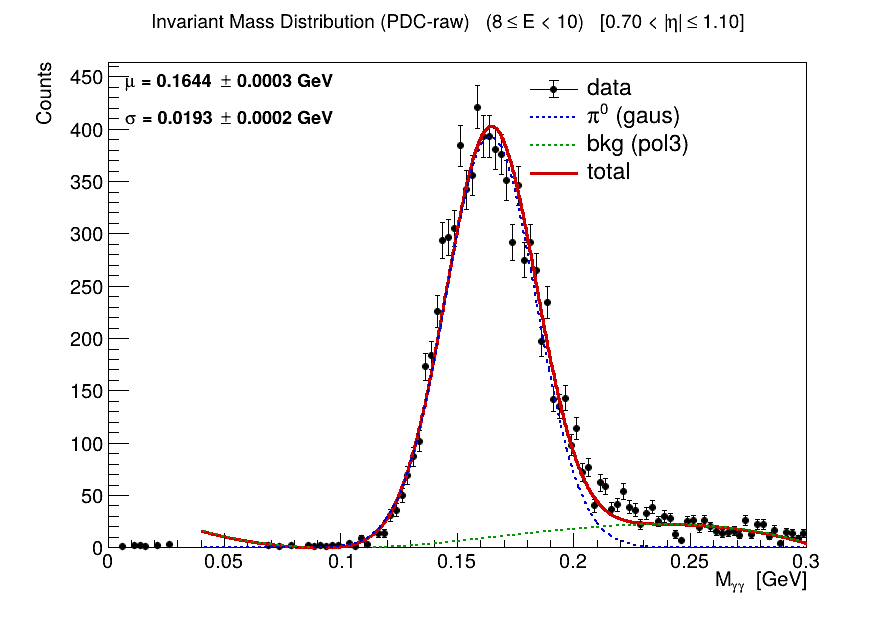 Invariant Mass Distribution (PDC-raw) (8 ≤ E < 10) [0.70 < |η| ≤ 1.10]
Counts
μ = 0.1644 ± 0.0003 GeV
σ = 0.0193 ± 0.0002 GeV
data
π⁰ (gaus)
bkg (pol3)
total
450
400
350
300
250
200
150
100
50
0
0 0.05 0.1 0.15 0.2 0.25 0.3
Mγγ [GeV]